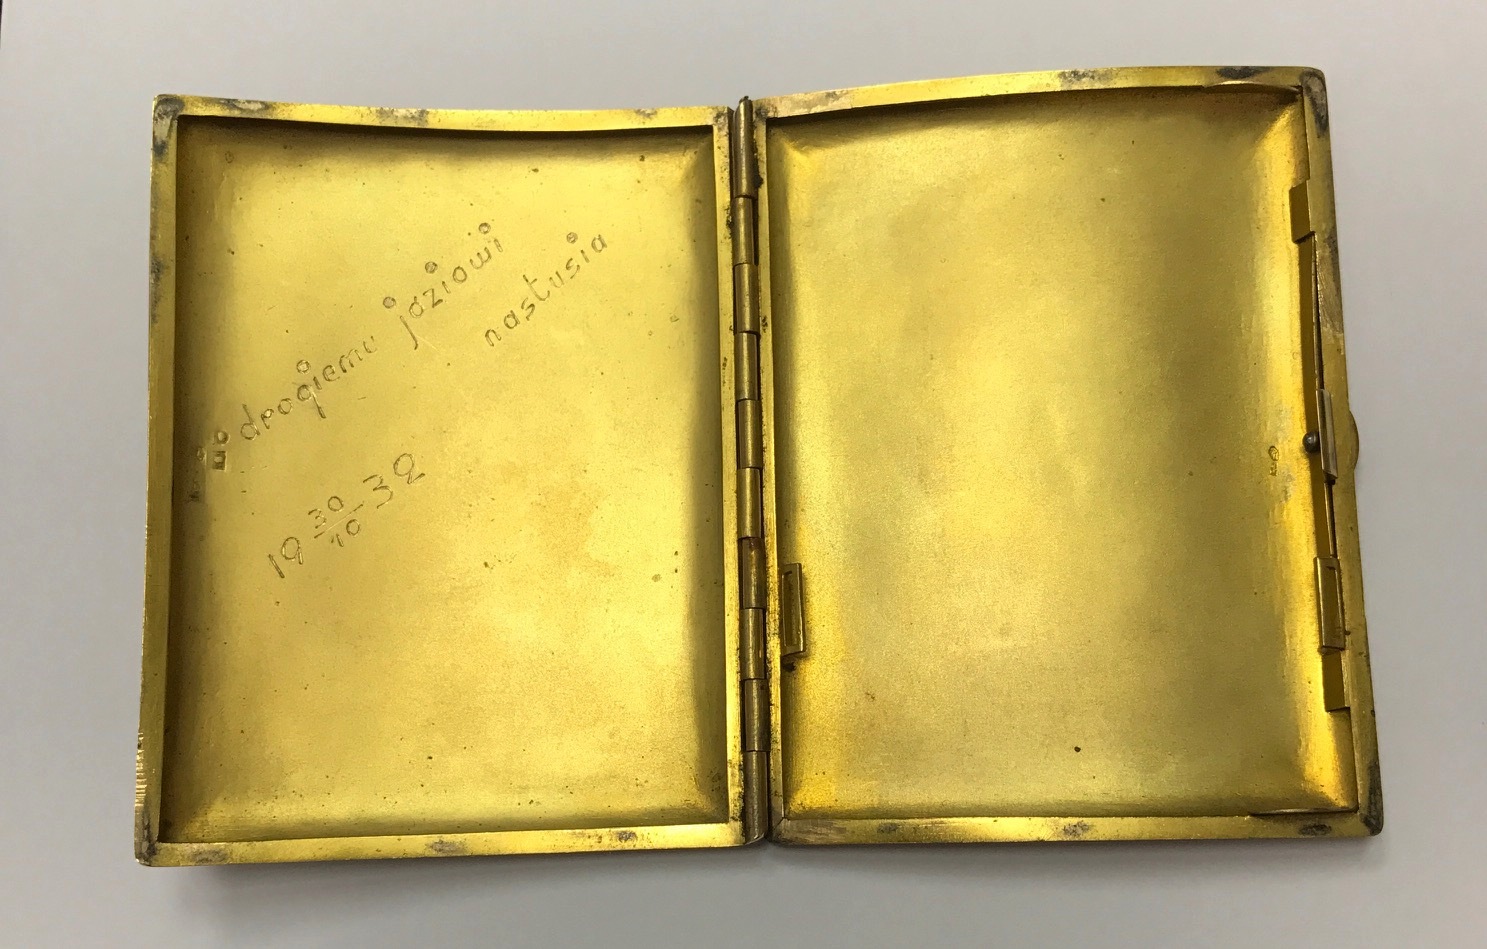 drogiemu jaziowi
nastusia
19 30/10 32